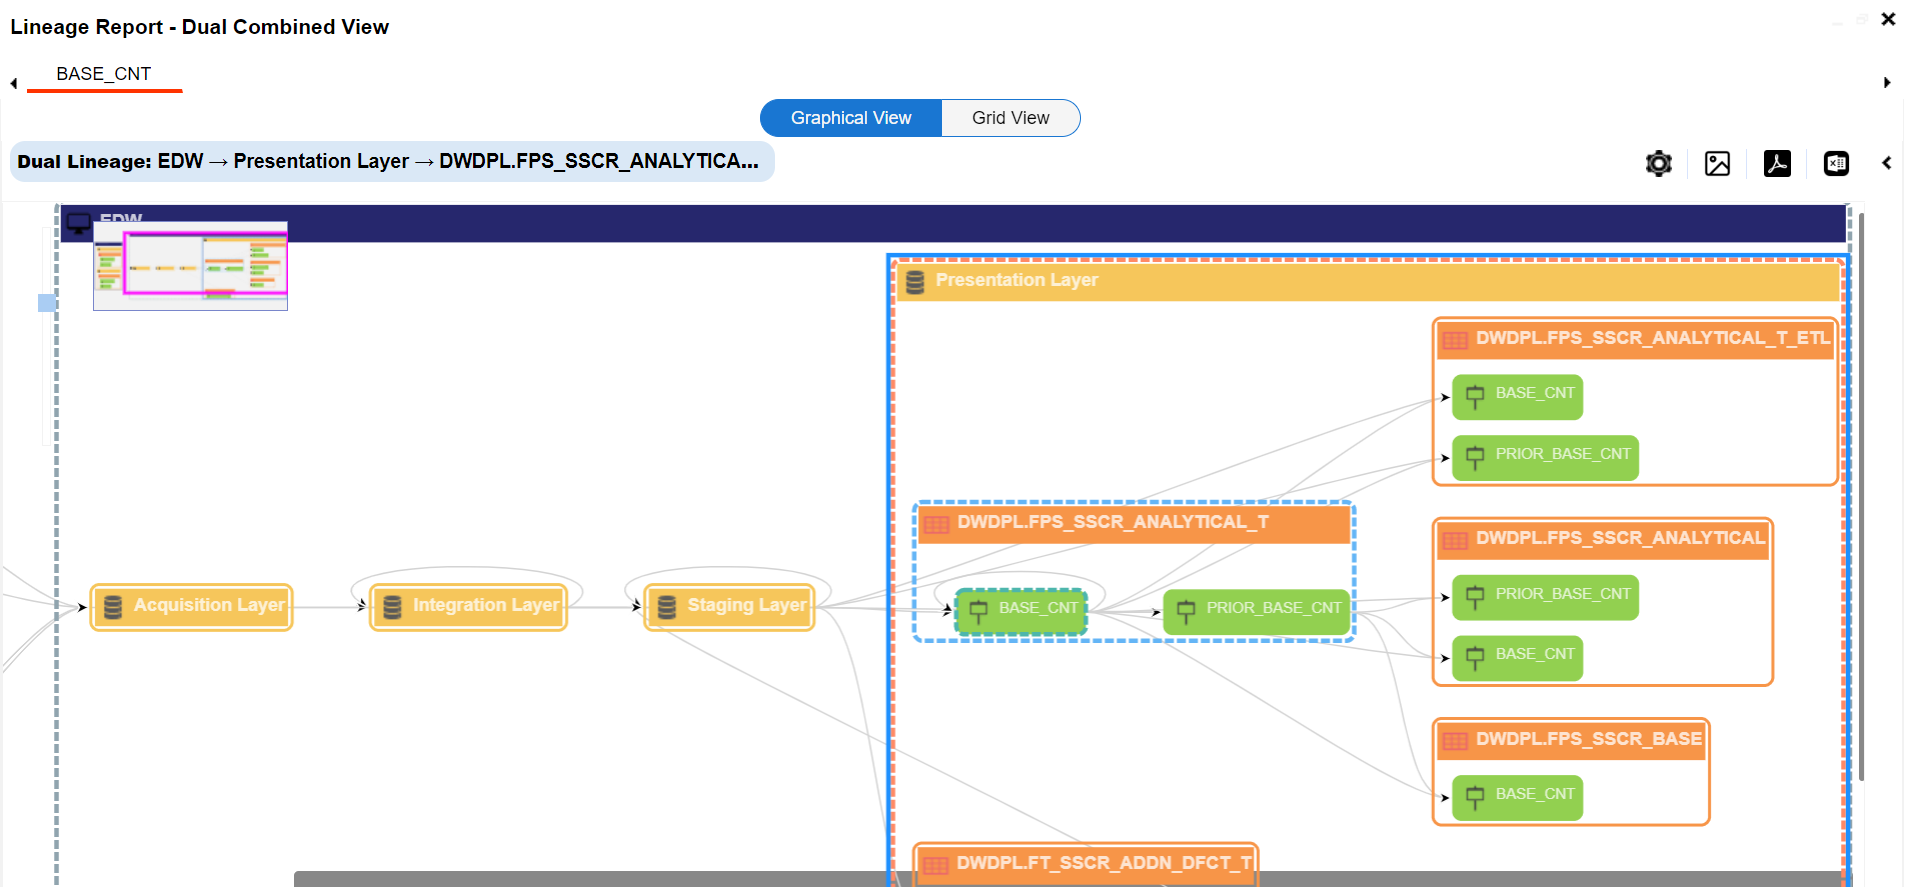 Lineage Report - Dual Combined View
BASE_CNT
Graphical View
Grid View
Dual Lineage: EDW → Presentation Layer → DWDPL.FPS_SSCR_ANALYTICA...
EDW
Presentation Layer
DWDPL.FPS_SSCR_ANALYTICAL_T_ETL
BASE_CNT
PRIOR_BASE_CNT
DWDPL.FPS_SSCR_ANALYTICAL_T
DWDPL.FPS_SSCR_ANALYTICAL
Acquisition Layer
Integration Layer
Staging Layer
BASE_CNT
PRIOR_BASE_CNT
PRIOR_BASE_CNT
BASE_CNT
DWDPL.FPS_SSCR_BASE
BASE_CNT
DWDPL.FT_SSCR_ADDN_DFCT_T